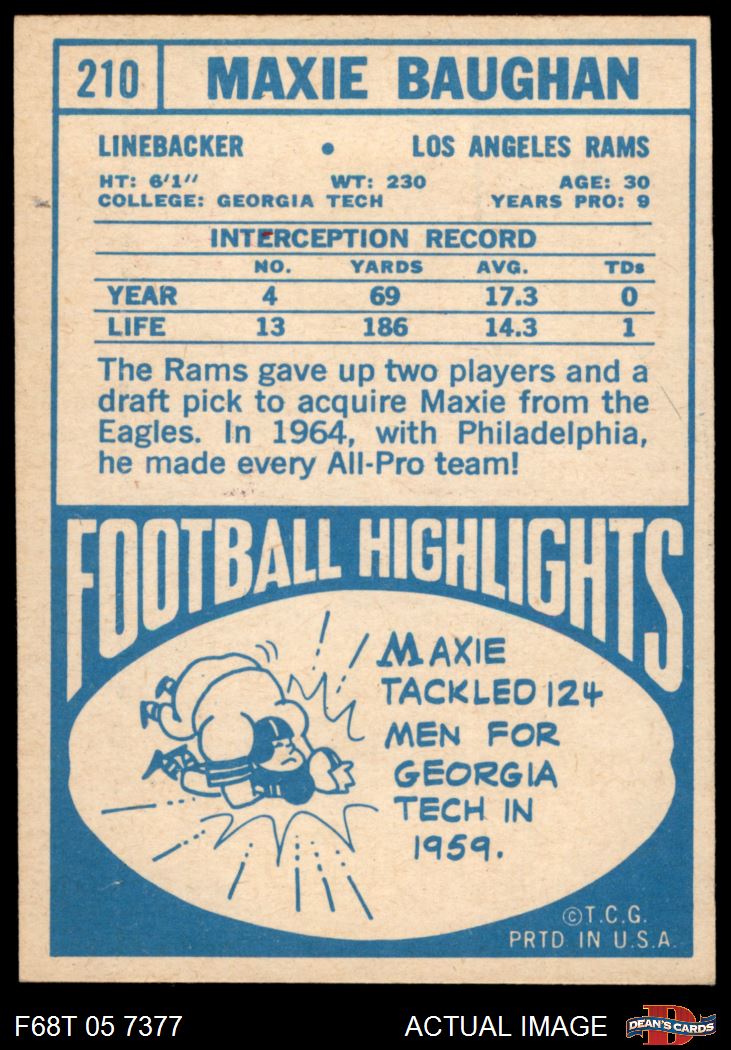 210 MAXIE BAUGHAN
LINEBACKER • LOS ANGELES RAMS
HT: 6'1" WT: 230 AGE: 30
COLLEGE: GEORGIA TECH YEARS PRO: 9
INTERCEPTION RECORD
NO. YARDS AVG. TDs
YEAR 4 69 17.3 0
LIFE 13 186 14.3 1
The Rams gave up two players and a
draft pick to acquire Maxie from the
Eagles. In 1964, with Philadelphia,
he made every All-Pro team!
FOOTBALL HIGHLIGHTS
MAXIE
TACKLED 124
MEN FOR
GEORGIA
TECH IN
1959.
©T.C.G.
PRTD IN U.S.A.
F68T 05 7377 ACTUAL IMAGE D DEAN'S CARDS